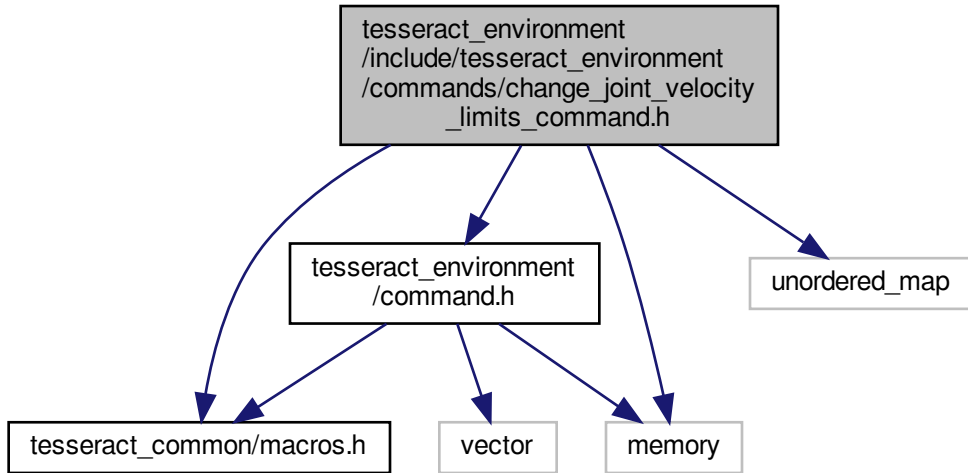 tesseract_environment
/include/tesseract_environment
/commands/change_joint_velocity
_limits_command.h
tesseract_environment
/command.h
unordered_map
tesseract_common/macros.h
vector
memory